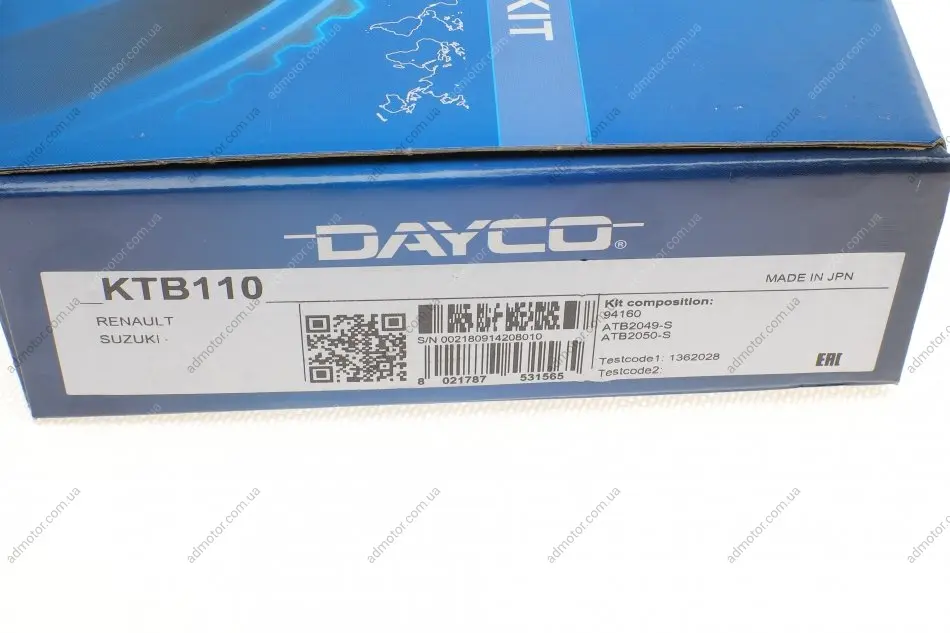 KIT
DAYCO®
KTB110
MADE IN JPN
RENAULT
SUZUKI -
S/N 002180914208010
8 021787 531565
Kit composition:
94160
ATB2049-S
ATB2050-S
Testcode1: 1362028
Testcode2:
EAC
admotor.com.ua